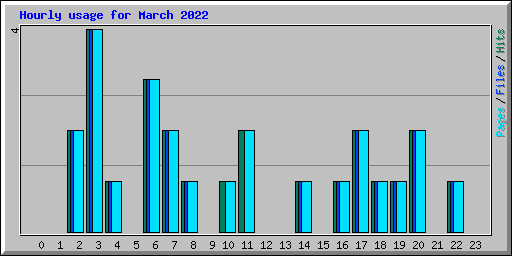 Hourly usage for March 2022
4
Pages/Files/Hits
0 1 2 3 4 5 6 7 8 9 10 11 12 13 14 15 16 17 18 19 20 21 22 23